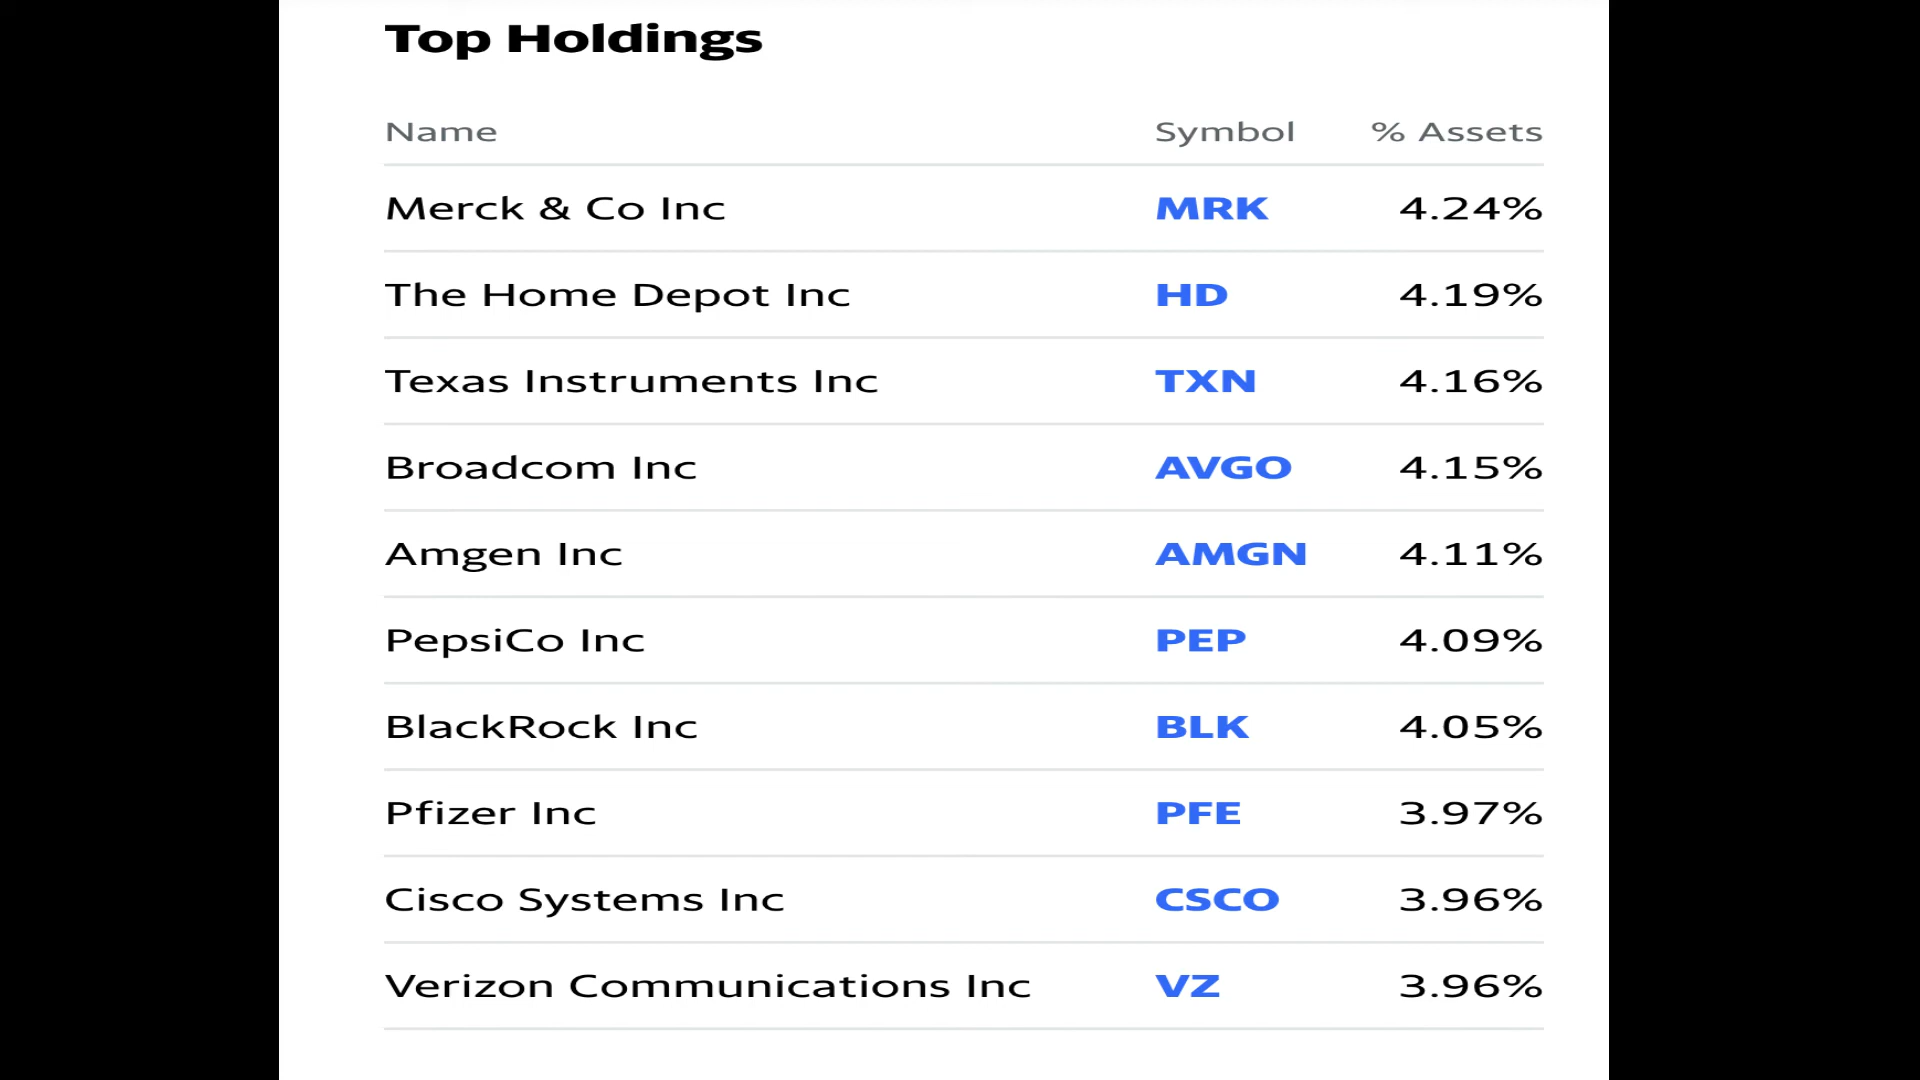 Top Holdings
Name Symbol % Assets
Merck & Co Inc MRK 4.24%
The Home Depot Inc HD 4.19%
Texas Instruments Inc TXN 4.16%
Broadcom Inc AVGO 4.15%
Amgen Inc AMGN 4.11%
PepsiCo Inc PEP 4.09%
BlackRock Inc BLK 4.05%
Pfizer Inc PFE 3.97%
Cisco Systems Inc CSCO 3.96%
Verizon Communications Inc VZ 3.96%